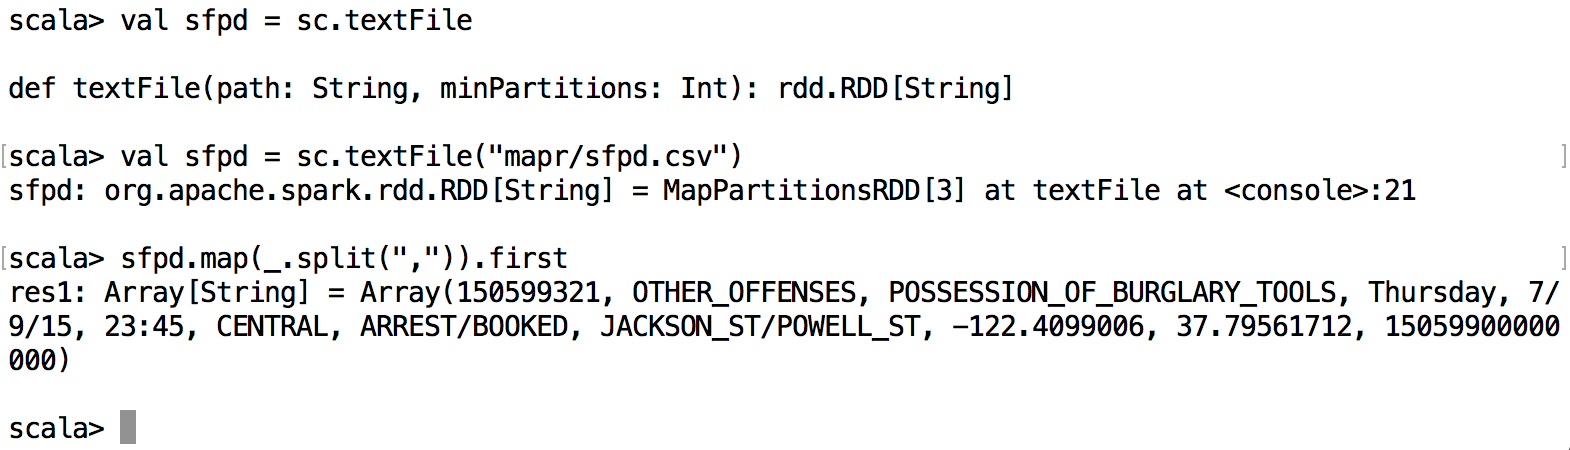 scala> val sfpd = sc.textFile
def textFile(path: String, minPartitions: Int): rdd.RDD[String]
[scala> val sfpd = sc.textFile("mapr/sfpd.csv") ]
sfpd: org.apache.spark.rdd.RDD[String] = MapPartitionsRDD[3] at textFile at <console>:21
[scala> sfpd.map(_.split(",")).first ]
res1: Array[String] = Array(150599321, OTHER_OFFENSES, POSSESSION_OF_BURGLARY_TOOLS, Thursday, 7/
9/15, 23:45, CENTRAL, ARREST/BOOKED, JACKSON_ST/POWELL_ST, -122.4099006, 37.79561712, 15059900000
000)
scala>